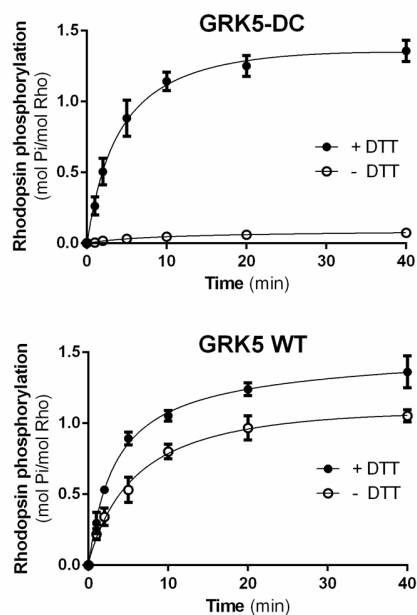 GRK5-DC
Rhodopsin phosphorylation
(mol Pi/mol Rho)
1.5
1.0
0.5
0.0
+ DTT
- DTT
0
10
20
30
40
Time (min)
GRK5 WT
Rhodopsin phosphorylation
(mol Pi/mol Rho)
1.5
1.0
0.5
0.0
+ DTT
- DTT
0
10
20
30
40
Time (min)